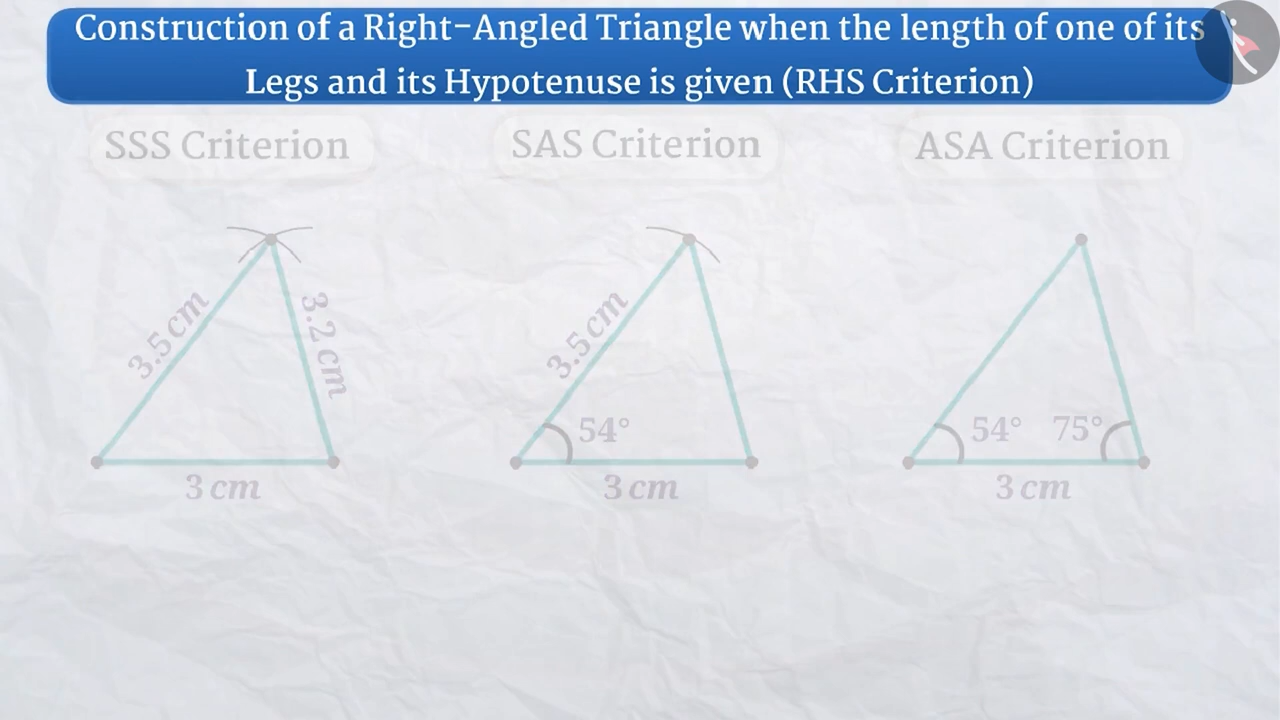 Construction of a Right-Angled Triangle when the length of one of its
Legs and its Hypotenuse is given (RHS Criterion)
SSS Criterion
SAS Criterion
ASA Criterion
3.5 cm
3.2 cm
3 cm
3.5 cm
54°
3 cm
54°
75°
3 cm